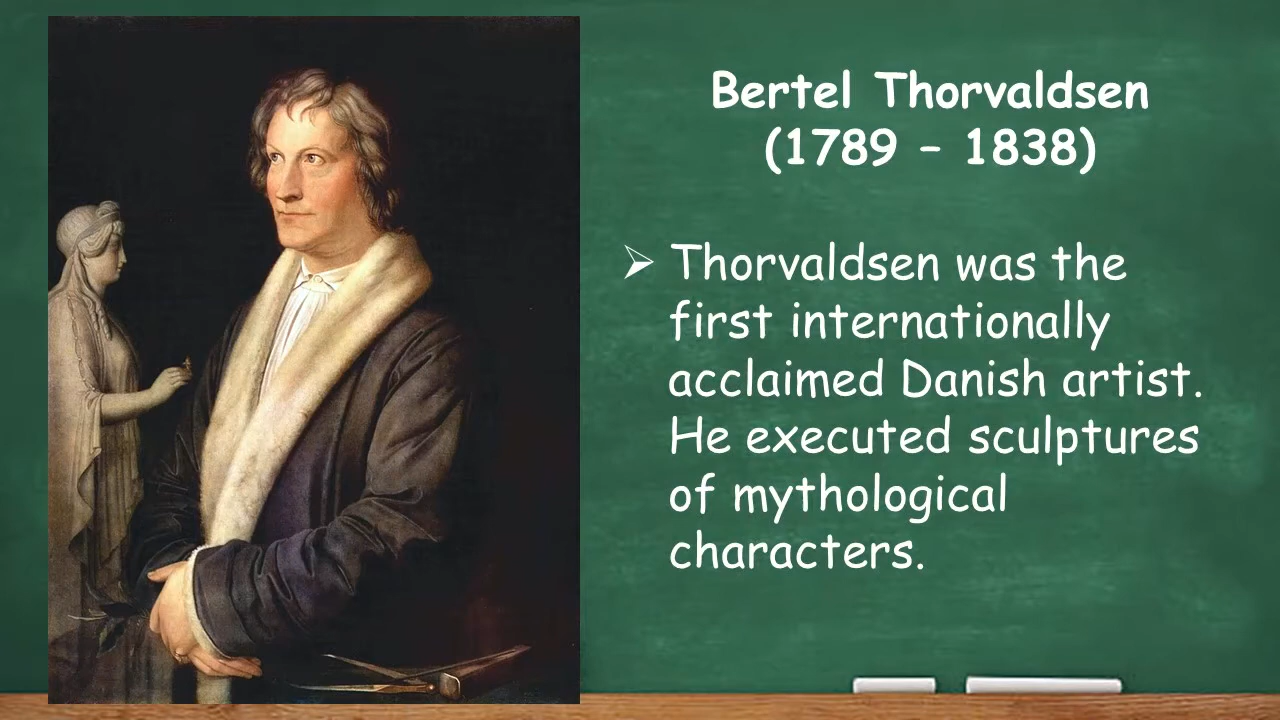 Bertel Thorvaldsen
(1789 – 1838)
➢ Thorvaldsen was the
first internationally
acclaimed Danish artist.
He executed sculptures
of mythological
characters.